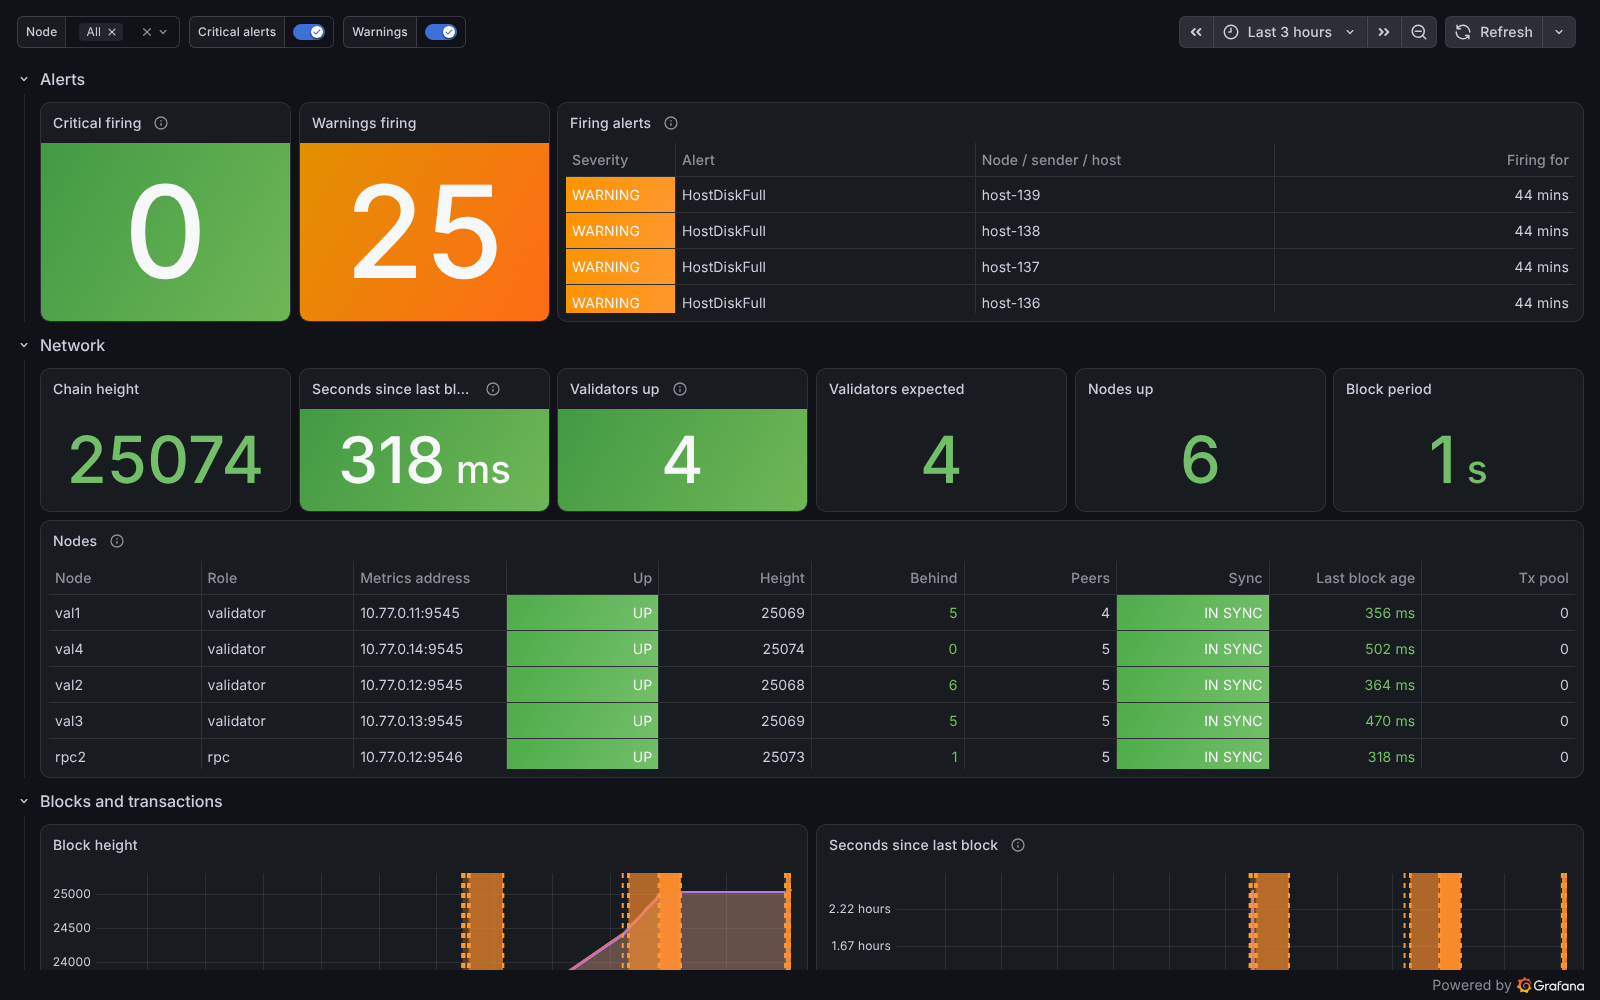 Node All Critical alerts Warnings Last 3 hours Refresh
Alerts
Critical firing
0
Warnings firing
25
Firing alerts
Severity Alert Node / sender / host Firing for
WARNING HostDiskFull host-139 44 mins
WARNING HostDiskFull host-138 44 mins
WARNING HostDiskFull host-137 44 mins
WARNING HostDiskFull host-136 44 mins
Network
Chain height
25074
Seconds since last bl...
318 ms
Validators up
4
Validators expected
4
Nodes up
6
Block period
1 s
Nodes
Node Role Metrics address Up Height Behind Peers Sync Last block age Tx pool
val1 validator 10.77.0.11:9545 UP 25069 5 4 IN SYNC 356 ms 0
val4 validator 10.77.0.14:9545 UP 25074 0 5 IN SYNC 502 ms 0
val2 validator 10.77.0.12:9545 UP 25068 6 5 IN SYNC 364 ms 0
val3 validator 10.77.0.13:9545 UP 25069 5 5 IN SYNC 470 ms 0
rpc2 rpc 10.77.0.12:9546 UP 25073 1 5 IN SYNC 318 ms 0
Blocks and transactions
Block height
25000
24500
24000
Seconds since last block
2.22 hours
1.67 hours
Powered by Grafana